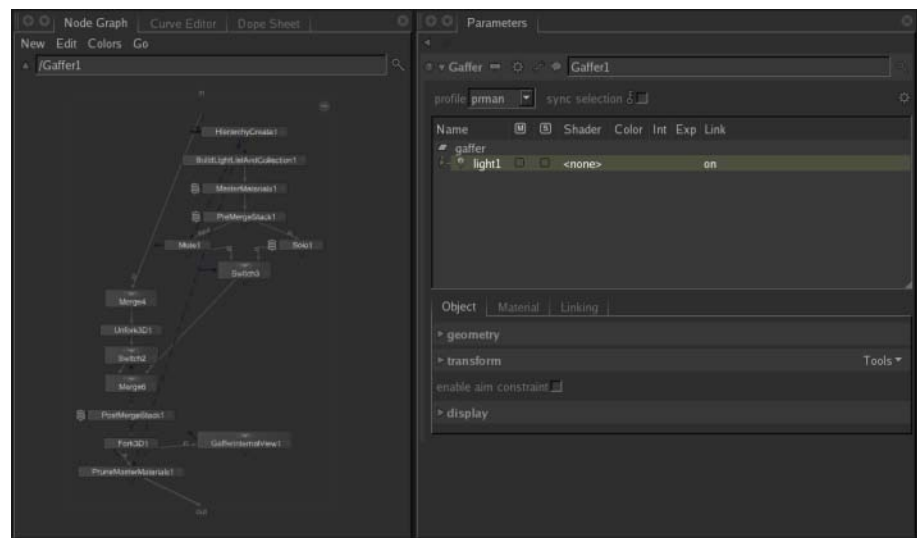 Node Graph Curve Editor Dope Sheet
New Edit Colors Go
/Gaffer1
in
HierarchyCreate1
BuildLightListAndCollection1
MasterMaterials1
PreMergeStack1
Mute1 Solo1
Switch3
Merge4
Unfork3D1
Switch2
Merge6
PostMergeStack1
Fork3D1 GafferInternalView1
PruneMasterMaterials1
out
Parameters
Gaffer Gaffer1
profile prman sync selection
Name M S Shader Color Int Exp Link
gaffer
light1 <none> on
Object Material Linking
geometry
transform Tools
enable aim constraint
display